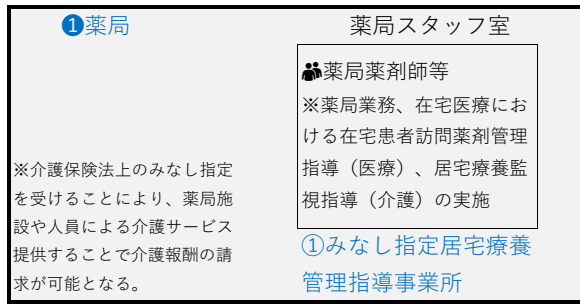 ❶薬局
※介護保険法上のみなし指定
を受けることにより、薬局施
設や人員による介護サービス
提供することで介護報酬の請
求が可能となる。
薬局スタッフ室
薬局薬剤師等
※薬局業務、在宅医療にお
ける在宅患者訪問薬剤管理
指導（医療）、居宅療養監
視指導（介護）の実施
①みなし指定居宅療養
管理指導事業所